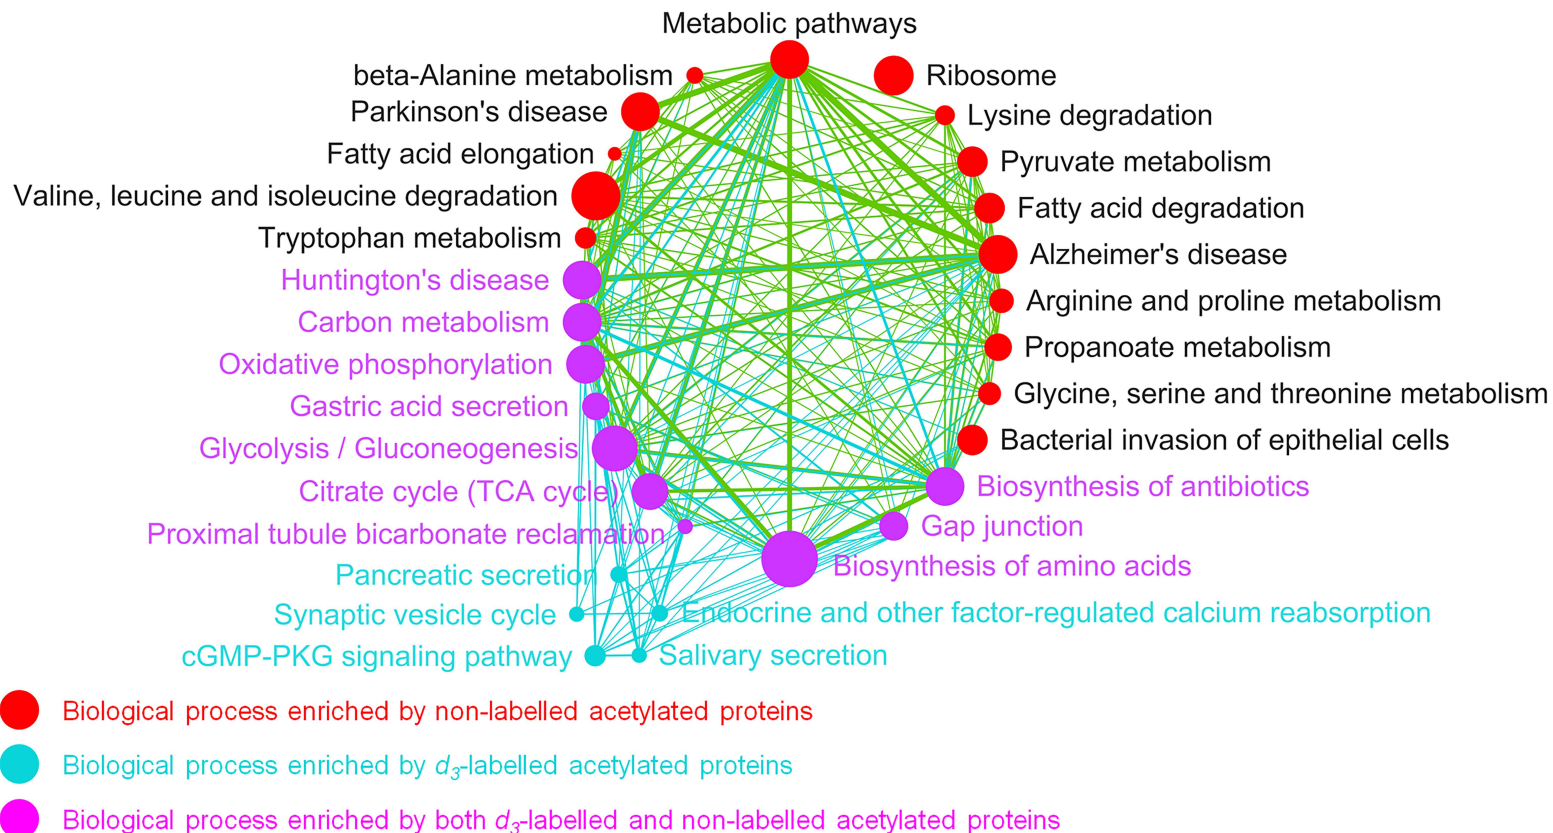 Metabolic pathways
beta-Alanine metabolism
Ribosome
Parkinson's disease
Lysine degradation
Fatty acid elongation
Pyruvate metabolism
Valine, leucine and isoleucine degradation
Fatty acid degradation
Tryptophan metabolism
Alzheimer's disease
Huntington's disease
Arginine and proline metabolism
Carbon metabolism
Propanoate metabolism
Oxidative phosphorylation
Glycine, serine and threonine metabolism
Gastric acid secretion
Bacterial invasion of epithelial cells
Glycolysis / Gluconeogenesis
Biosynthesis of antibiotics
Citrate cycle (TCA cycle)
Gap junction
Proximal tubule bicarbonate reclamation
Biosynthesis of amino acids
Pancreatic secretion
Synaptic vesicle cycle
Endocrine and other factor-regulated calcium reabsorption
cGMP-PKG signaling pathway
Salivary secretion
Biological process enriched by non-labelled acetylated proteins
Biological process enriched by d3-labelled acetylated proteins
Biological process enriched by both d3-labelled and non-labelled acetylated proteins